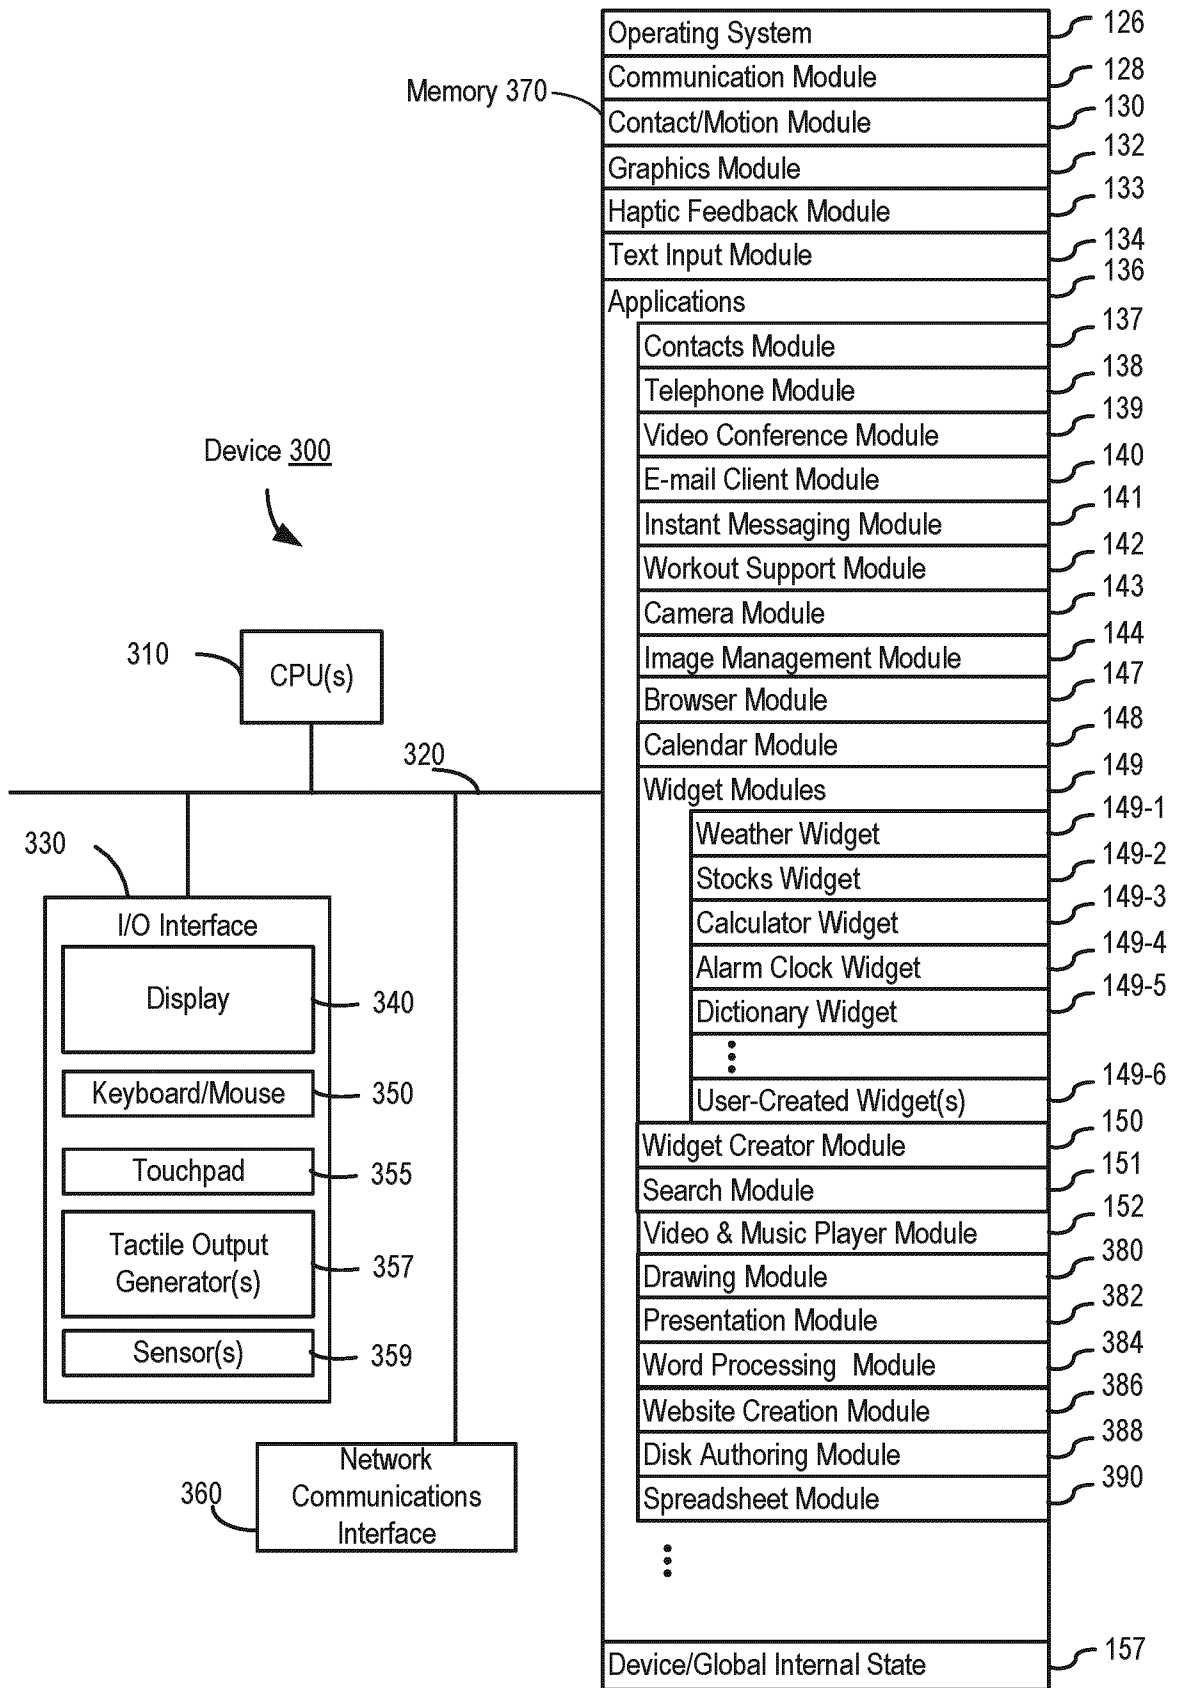 Operating System 126
Communication Module 128
Memory 370
Contact/Motion Module 130
Graphics Module 132
Haptic Feedback Module 133
Text Input Module 134
Applications 136
Contacts Module 137
Telephone Module 138
Video Conference Module 139
Device 300
E-mail Client Module 140
Instant Messaging Module 141
Workout Support Module 142
Camera Module 143
Image Management Module 144
310
CPU(s)
Browser Module 147
Calendar Module 148
320
Widget Modules 149
Weather Widget 149-1
Stocks Widget 149-2
Calculator Widget 149-3
Alarm Clock Widget 149-4
Dictionary Widget 149-5
User-Created Widget(s) 149-6
Widget Creator Module 150
Search Module 151
Video & Music Player Module 152
Drawing Module 380
Presentation Module 382
Word Processing  Module 384
Website Creation Module 386
Disk Authoring Module 388
Spreadsheet Module 390
Device/Global Internal State 157
330
I/O Interface
Display 340
Keyboard/Mouse 350
Touchpad 355
Tactile Output
Generator(s) 357
Sensor(s) 359
360
Network
Communications
Interface